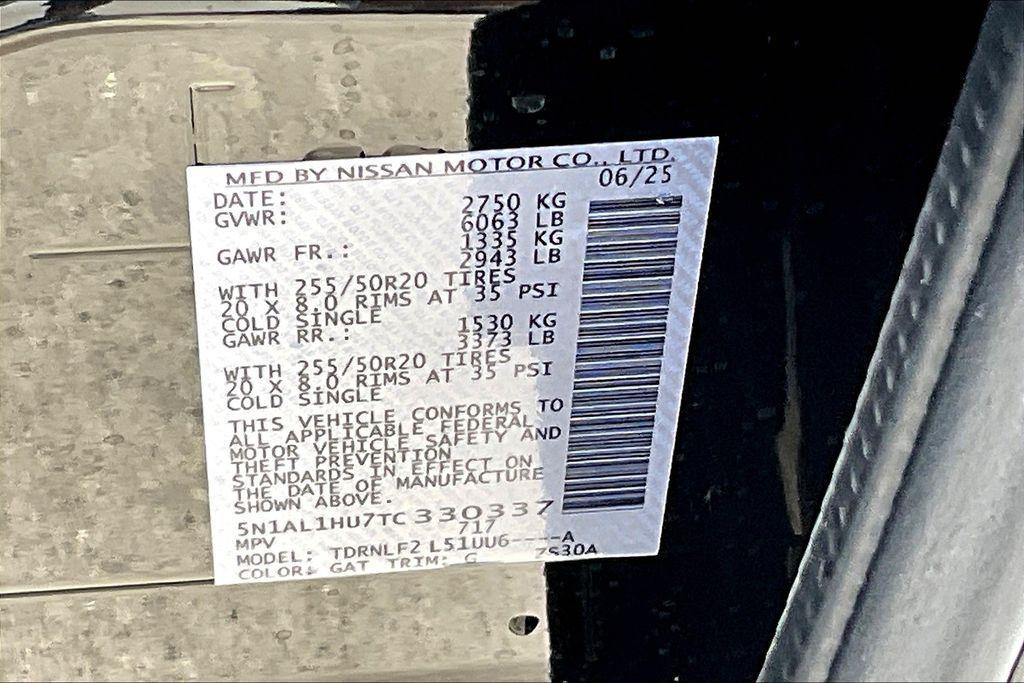 MFD BY NISSAN MOTOR CO., LTD.
DATE: 06/25
GVWR: 2750 KG
6063 LB
GAWR FR.: 1335 KG
2943 LB
WITH 255/50R20 TIRES
20 X 8.0 RIMS AT 35 PSI
COLD SINGLE
GAWR RR.: 1530 KG
3373 LB
WITH 255/50R20 TIRES
20 X 8.0 RIMS AT 35 PSI
COLD SINGLE
THIS VEHICLE CONFORMS TO
ALL APPLICABLE FEDERAL
MOTOR VEHICLE SAFETY AND
THEFT PREVENTION
STANDARDS IN EFFECT ON
THE DATE OF MANUFACTURE
SHOWN ABOVE.
5N1AL1HU7TC330337
MPV 717
MODEL: TDRNLF2 L51UU6----A
COLOR: GAT TRIM: G 7S30A